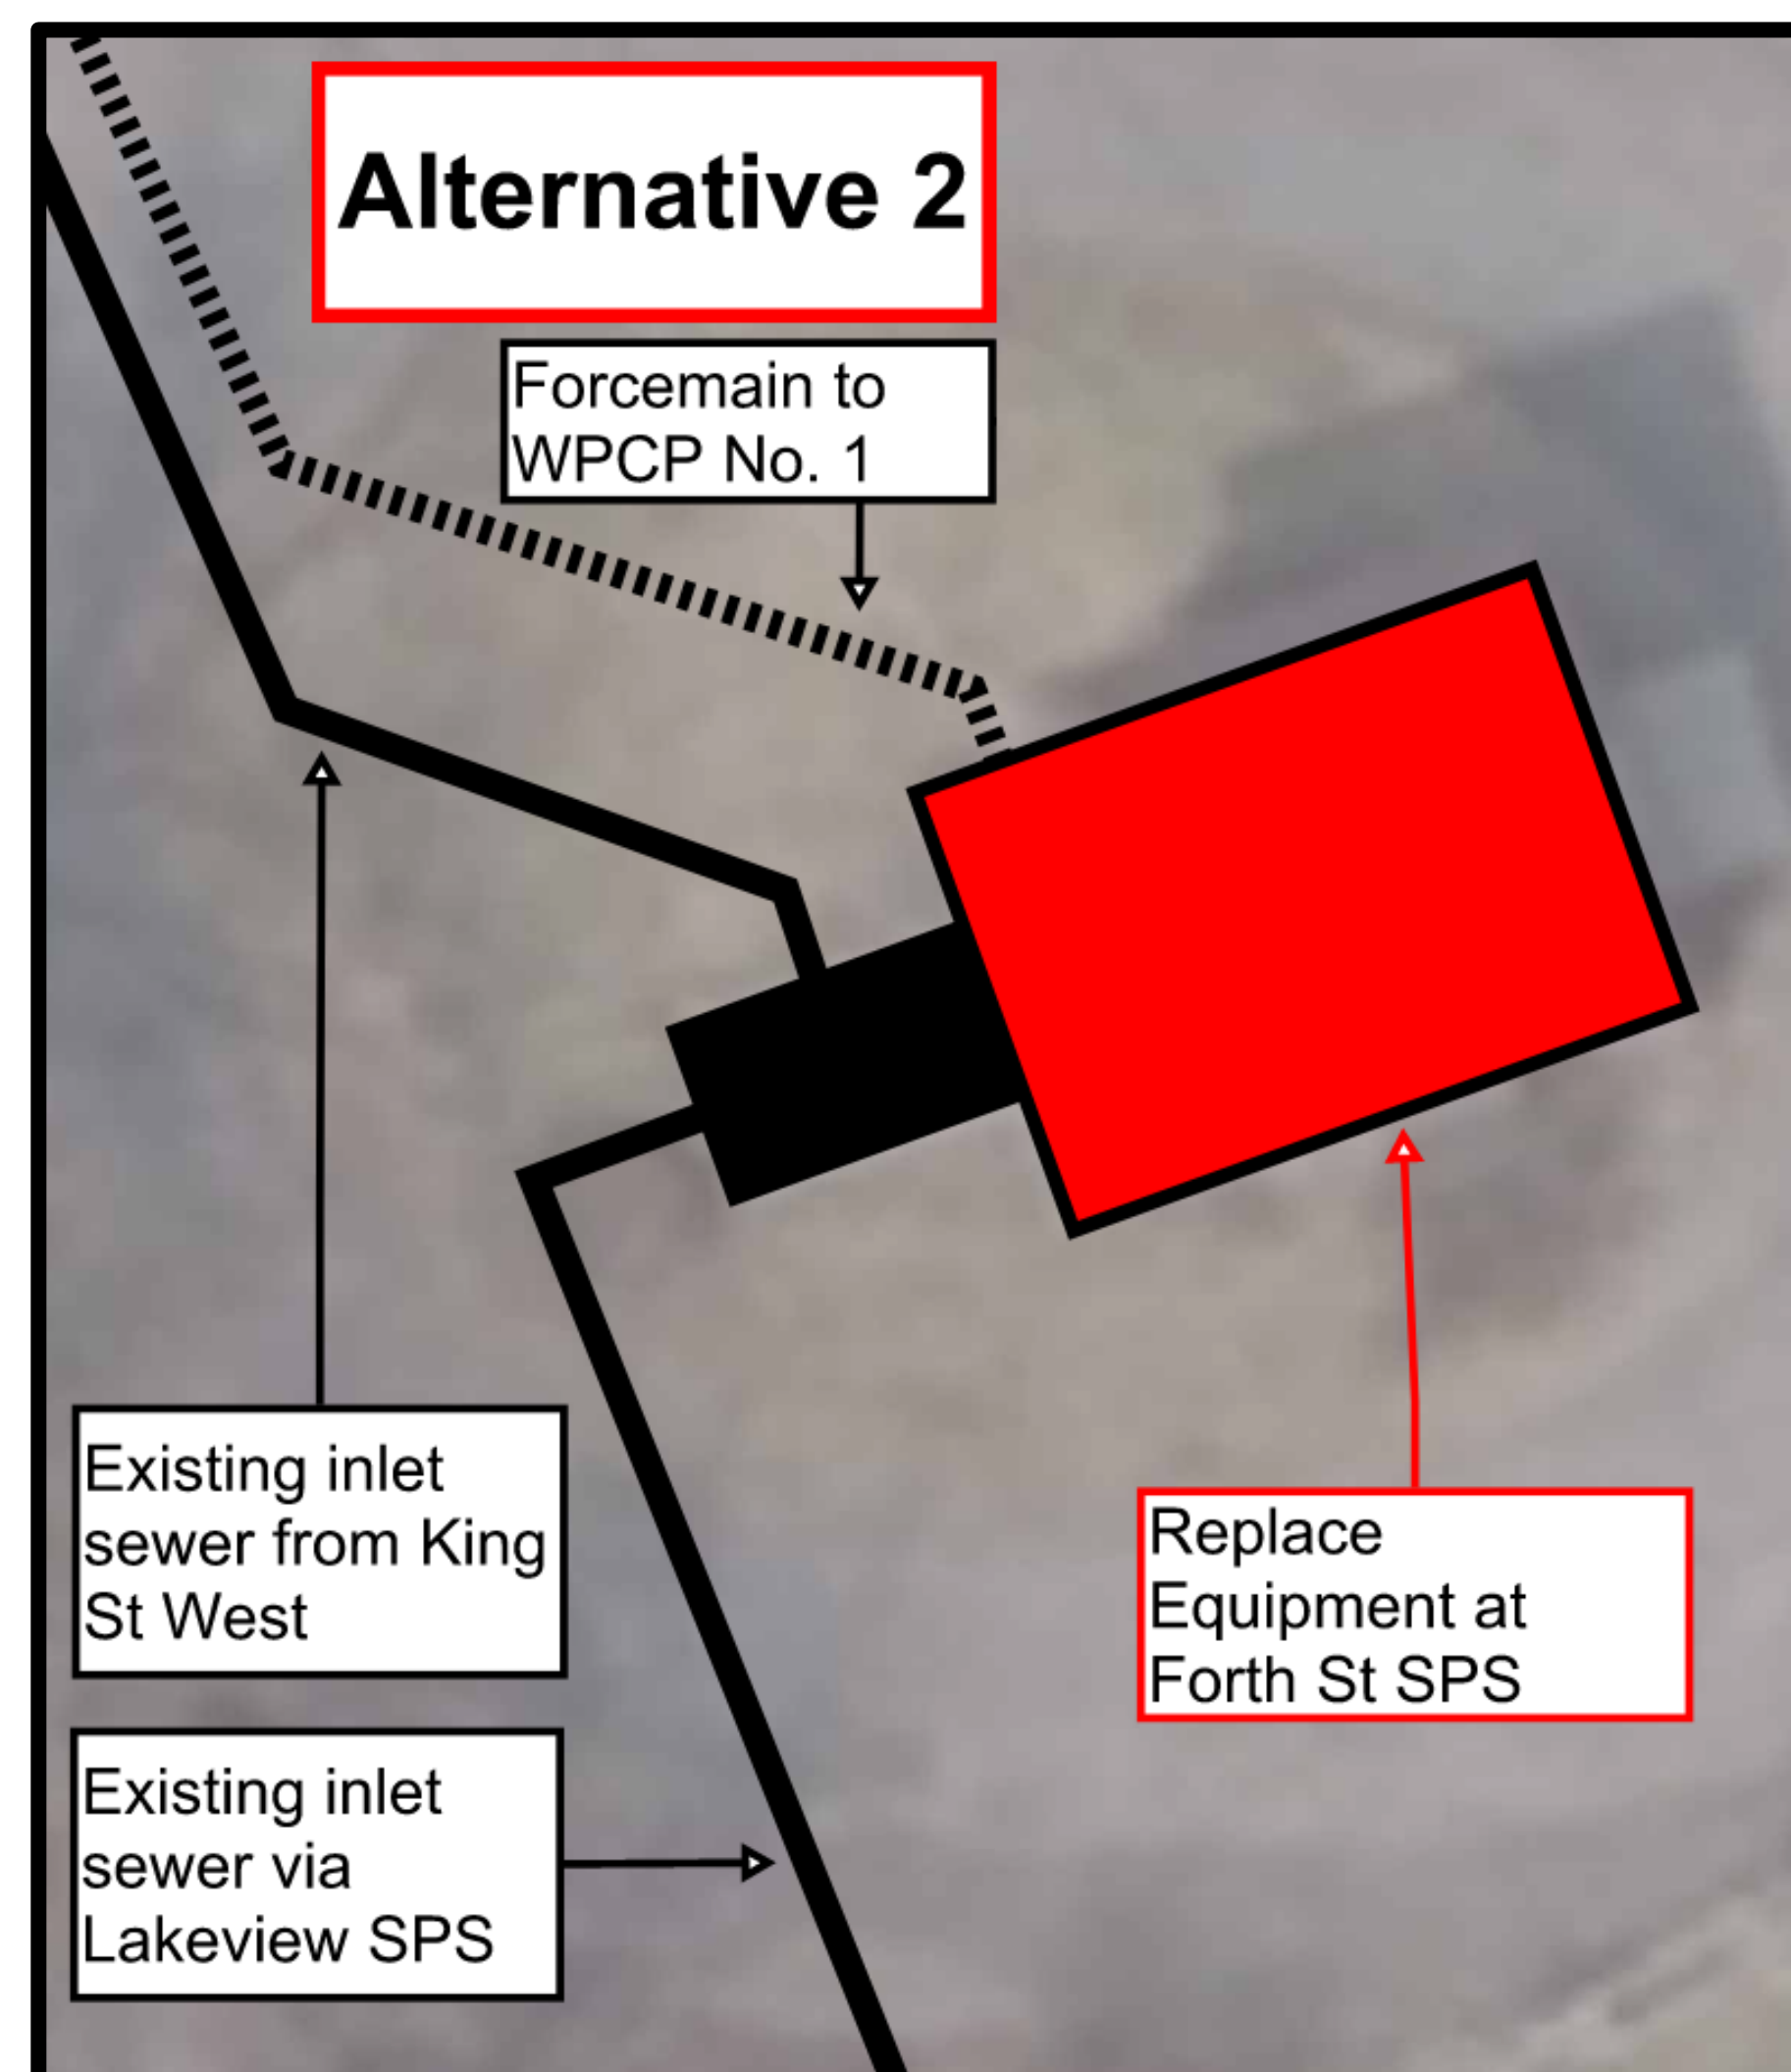 Alternative 2
Forcemain to
WPCP No. 1
Existing inlet
sewer from King
St West
Replace
Equipment at
Forth St SPS
Existing inlet
sewer via
Lakeview SPS